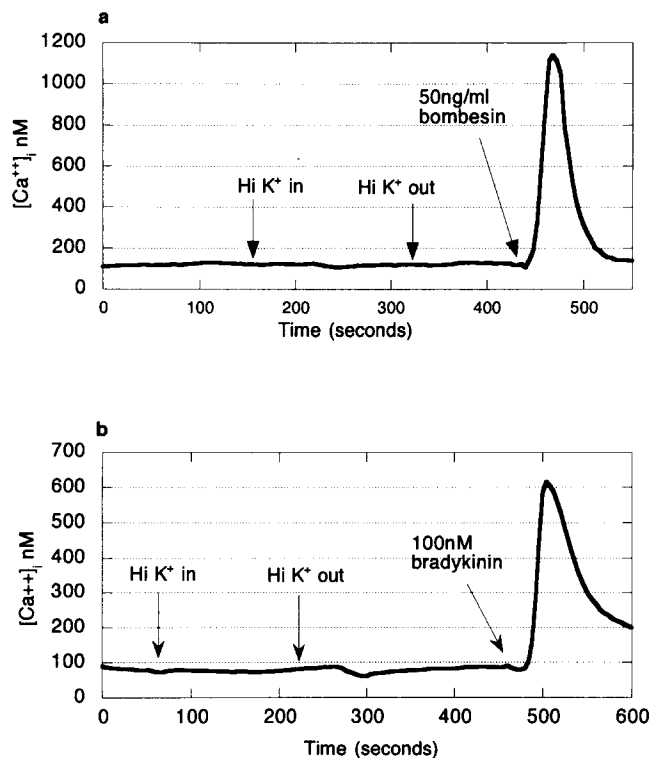 a
1200
1000
800
600
400
200
0
[Ca⁺⁺]ᵢ nM
50ng/ml
bombesin
Hi K⁺ in
Hi K⁺ out
0 100 200 300 400 500
Time (seconds)
b
700
600
500
400
300
200
100
0
[Ca++]ᵢ nM
100nM
bradykinin
Hi K⁺ in
Hi K⁺ out
0 100 200 300 400 500 600
Time (seconds)